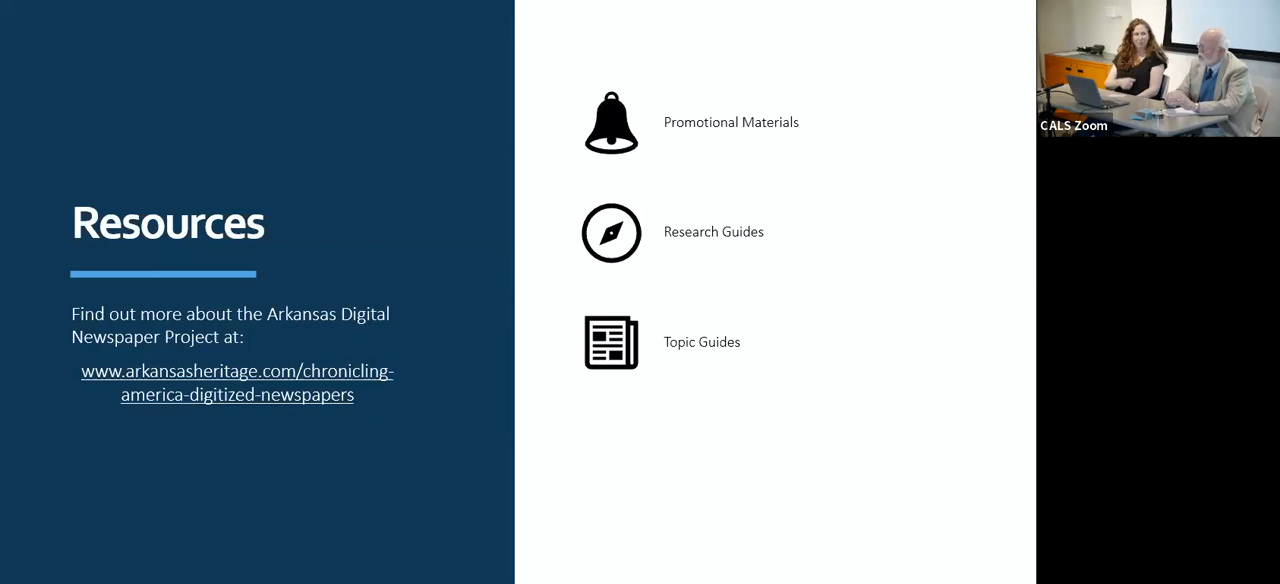 Resources
Find out more about the Arkansas Digital
Newspaper Project at:
www.arkansasheritage.com/chronicling-
america-digitized-newspapers
Promotional Materials
Research Guides
Topic Guides
CALS Zoom